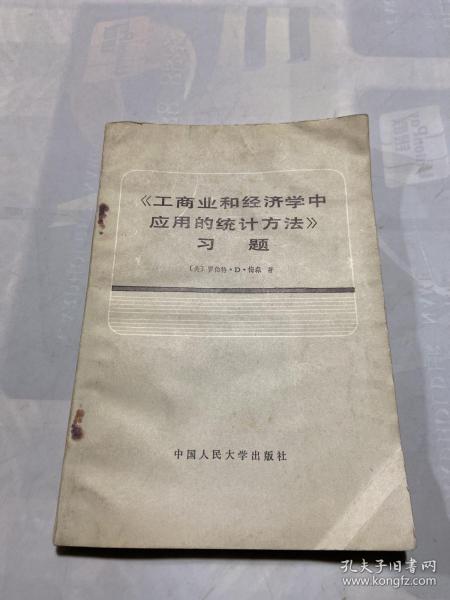 《工商业和经济学中
应用的统计方法》
习 题
〔美〕罗伯特·D·梅森 著
中国人民大学出版社
孔夫子旧书网
www.kongfz.com